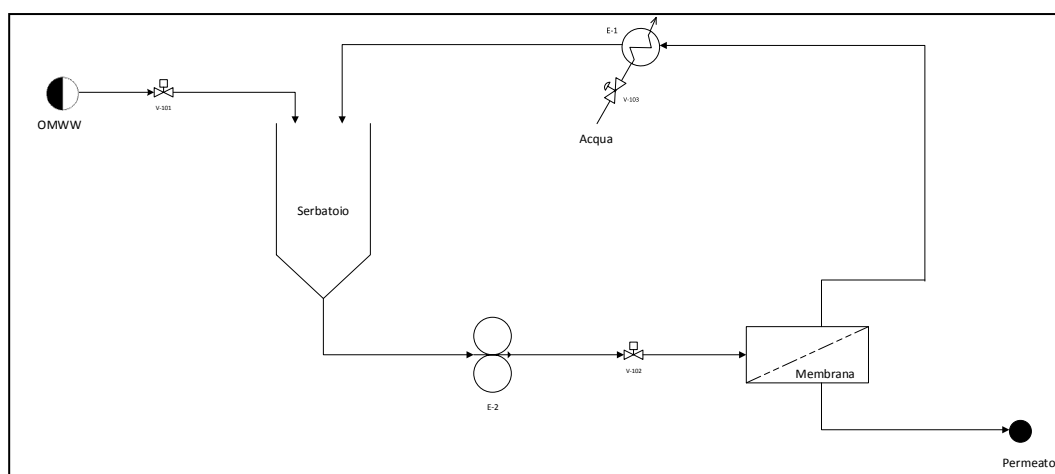 E-1
V-101
V-103
OMWW
Acqua
Serbatoio
V-102
Membrana
E-2
Permeato